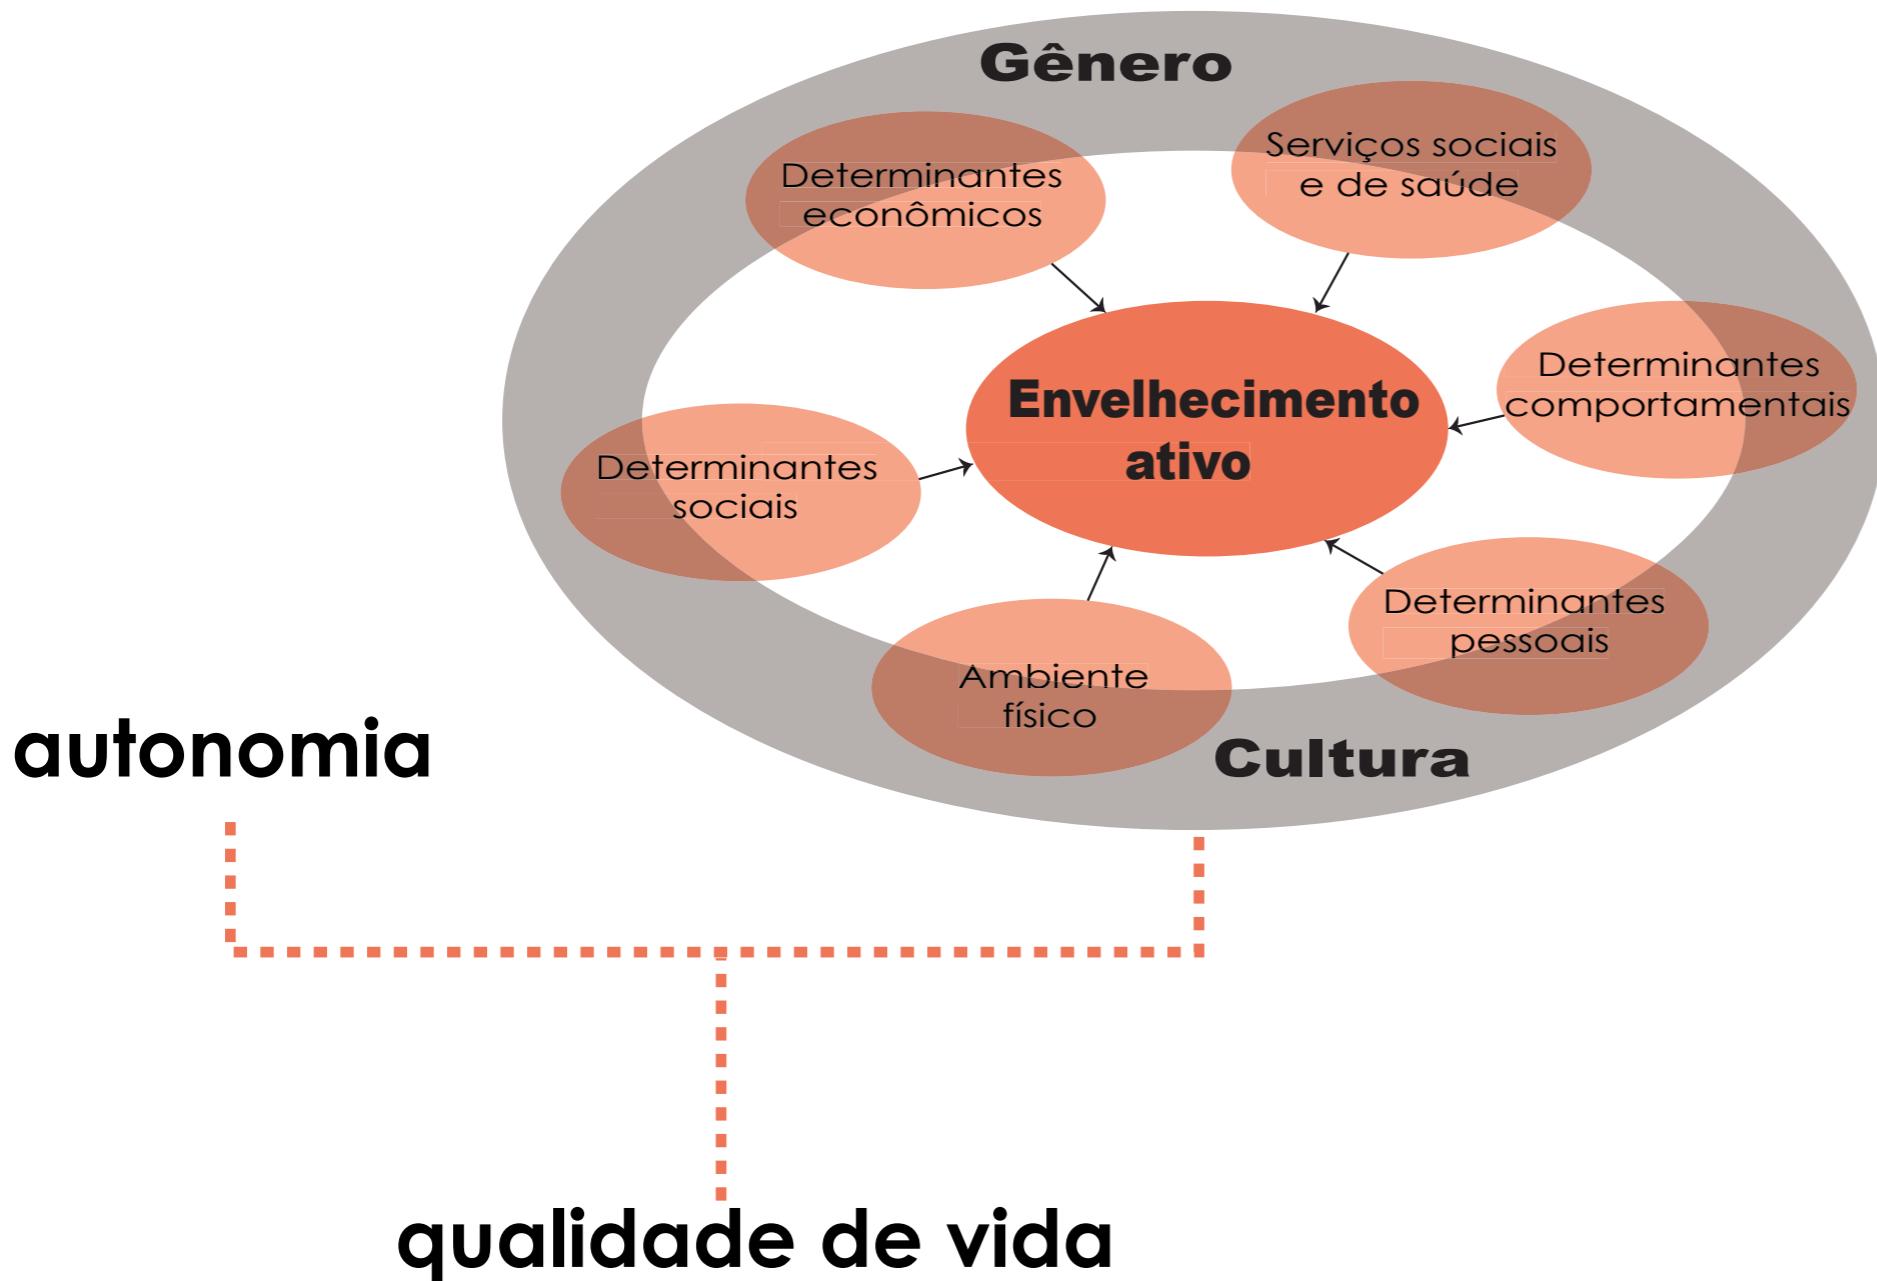 Gênero
Serviços sociais
e de saúde
Determinantes
econômicos
Determinantes
comportamentais
Envelhecimento
ativo
Determinantes
sociais
Determinantes
pessoais
Ambiente
físico
Cultura
autonomia
qualidade de vida